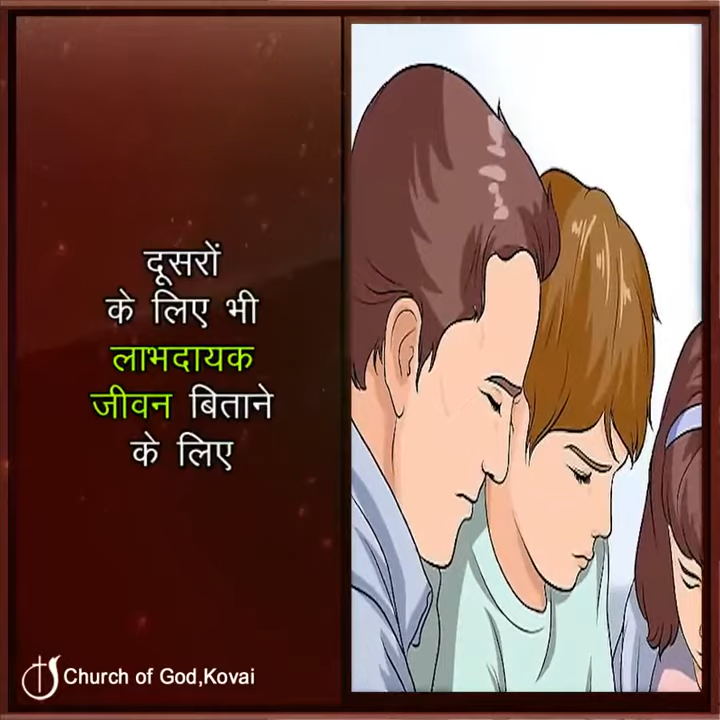 दूसरों
के लिए भी
लाभदायक
जीवन बिताने
के लिए
Church of God,Kovai